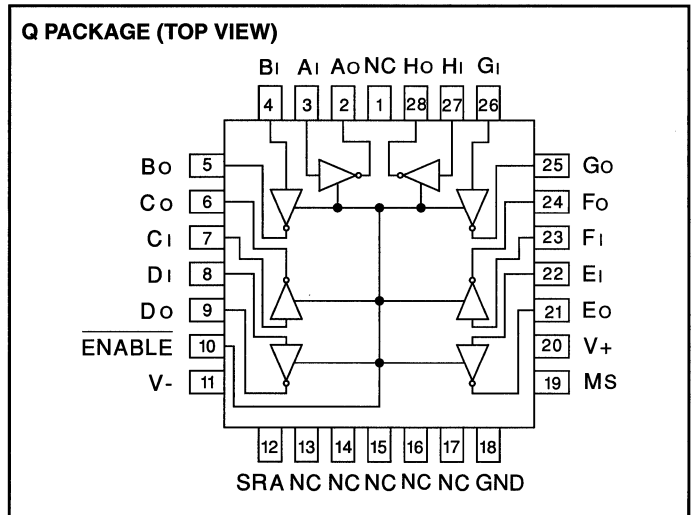 Q PACKAGE (TOP VIEW)
BI AI AO NC HO HI GI
4 3 2 1 28 27 26
BO 5 25 GO
CO 6 24 FO
CI 7 23 FI
DI 8 22 EI
DO 9 21 EO
ENABLE 10 20 V+
V- 11 19 MS
12 13 14 15 16 17 18
SRA NC NC NC NC NC GND